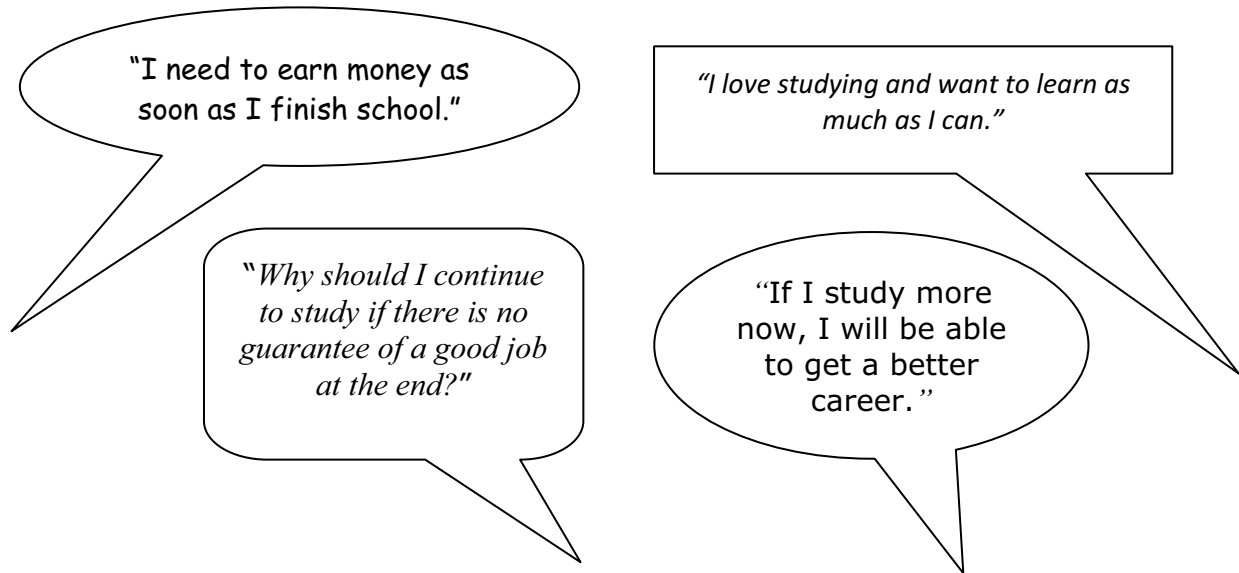 “I need to earn money as
soon as I finish school.”
“I love studying and want to learn as
much as I can.”
“Why should I continue
to study if there is no
guarantee of a good job
at the end?”
“If I study more
now, I will be able
to get a better
career.”